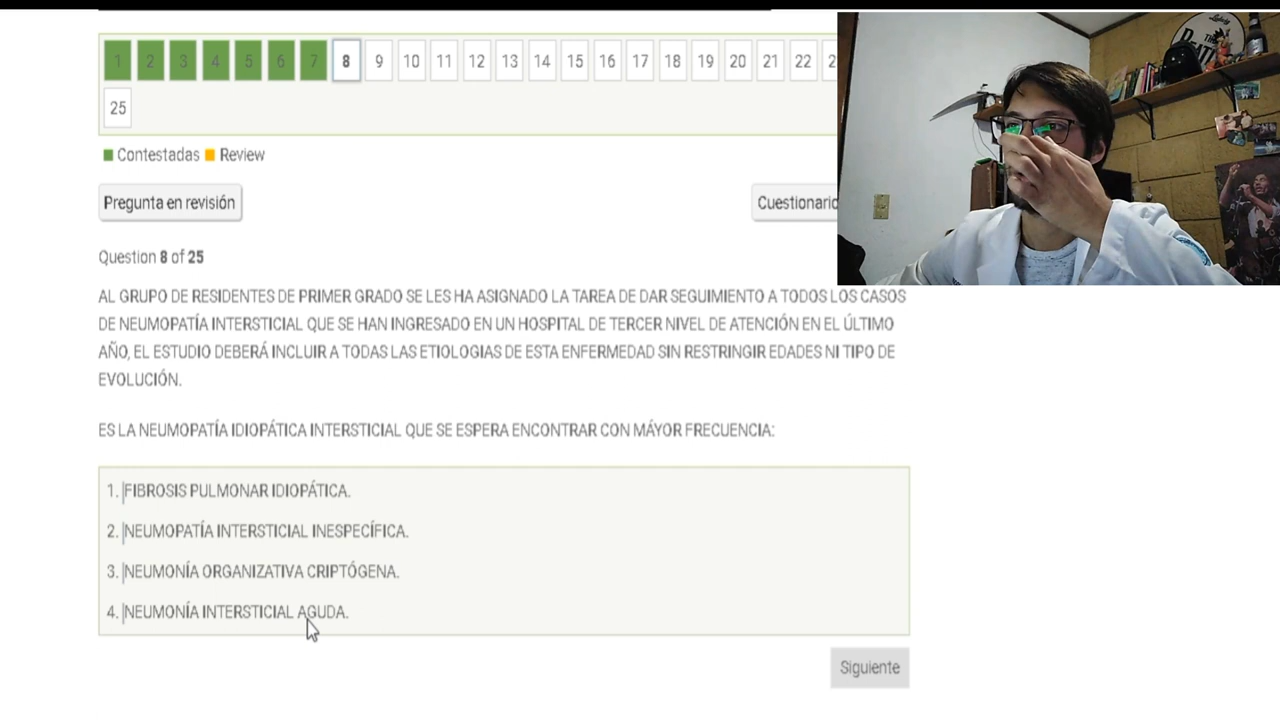 1 2 3 4 5 6 7 8 9 10 11 12 13 14 15 16 17 18 19 20 21 22
25
Contestadas Review
Pregunta en revisión
Cuestionario
Question 8 of 25
AL GRUPO DE RESIDENTES DE PRIMER GRADO SE LES HA ASIGNADO LA TAREA DE DAR SEGUIMIENTO A TODOS LOS CASOS
DE NEUMOPATÍA INTERSTICIAL QUE SE HAN INGRESADO EN UN HOSPITAL DE TERCER NIVEL DE ATENCIÓN EN EL ÚLTIMO
AÑO, EL ESTUDIO DEBERÁ INCLUIR A TODAS LAS ETIOLOGIAS DE ESTA ENFERMEDAD SIN RESTRINGIR EDADES NI TIPO DE
EVOLUCIÓN.
ES LA NEUMOPATÍA IDIOPÁTICA INTERSTICIAL QUE SE ESPERA ENCONTRAR CON MÁYOR FRECUENCIA:
1. FIBROSIS PULMONAR IDIOPÁTICA.
2. NEUMOPATÍA INTERSTICIAL INESPECÍFICA.
3. NEUMONÍA ORGANIZATIVA CRIPTÓGENA.
4. NEUMONÍA INTERSTICIAL AGUDA.
Siguiente